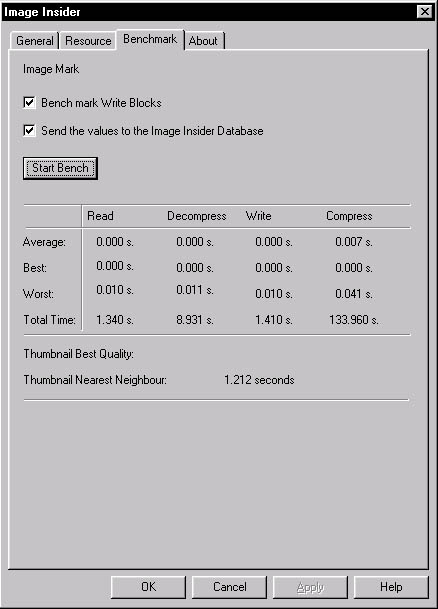 Image Insider
General Resource Benchmark About
Image Mark
Bench mark Write Blocks
Send the values to the Image Insider Database
Start Bench
Read Decompress Write Compress
Average: 0.000 s. 0.000 s. 0.000 s. 0.007 s.
Best: 0.000 s. 0.000 s. 0.000 s. 0.000 s.
Worst: 0.010 s. 0.011 s. 0.010 s. 0.041 s.
Total Time: 1.340 s. 8.931 s. 1.410 s. 133.960 s.
Thumbnail Best Quality:
Thumbnail Nearest Neighbour: 1.212 seconds
OK Cancel Apply Help